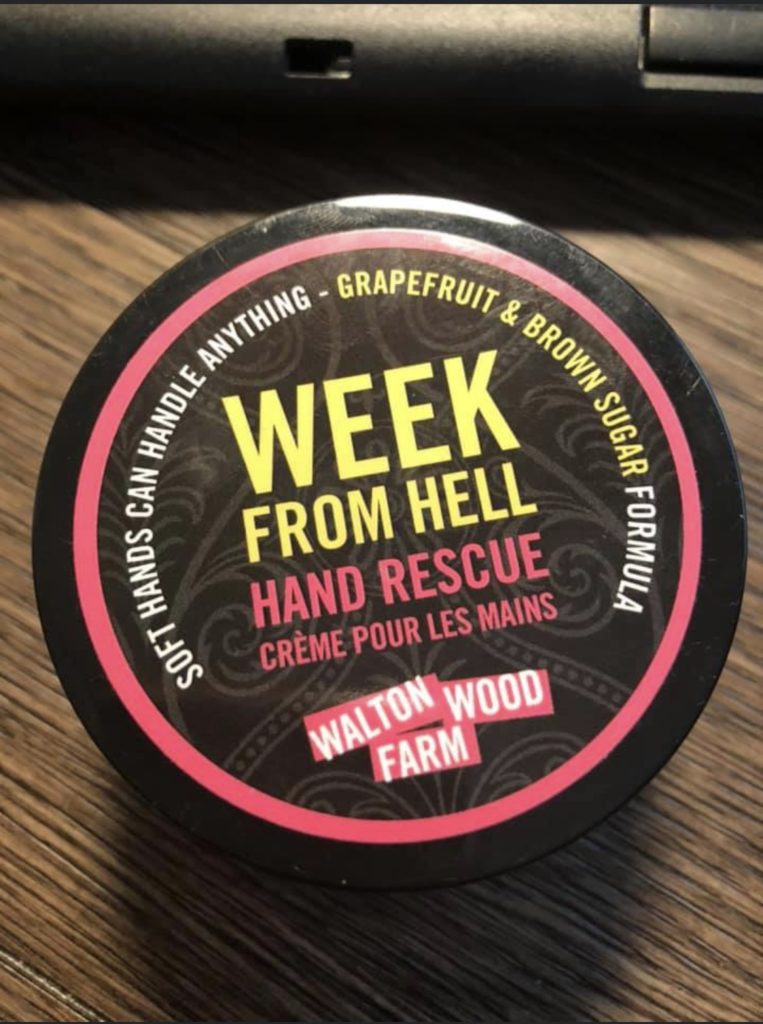 SOFT HANDS CAN HANDLE ANYTHING - GRAPEFRUIT & BROWN SUGAR FORMULA
WEEK
FROM HELL
HAND RESCUE
CRÈME POUR LES MAINS
WALTON WOOD
FARM